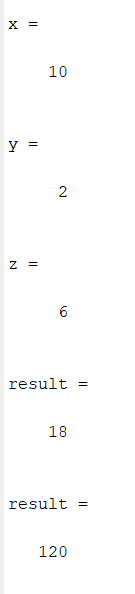 x =
10
y =
2
z =
6
result =
18
result =
120